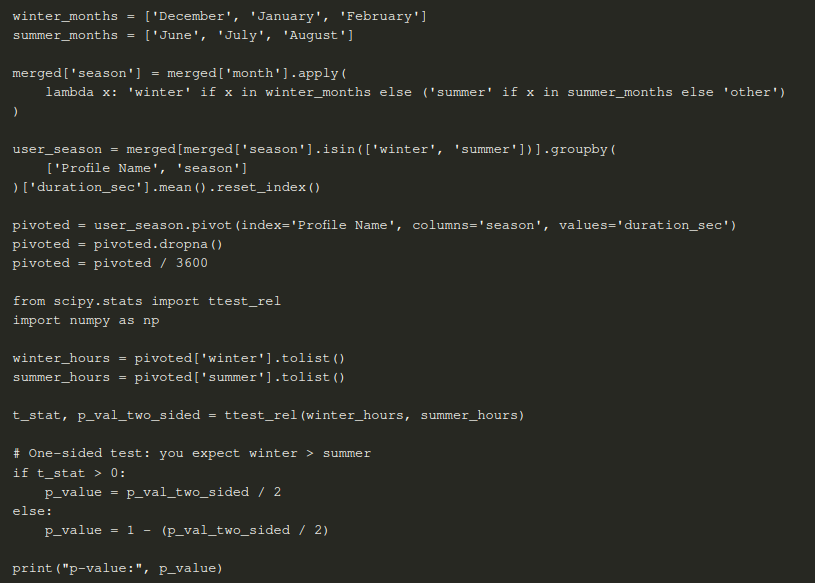 winter_months = ['December', 'January', 'February']
summer_months = ['June', 'July', 'August']
merged['season'] = merged['month'].apply(
    lambda x: 'winter' if x in winter_months else ('summer' if x in summer_months else 'other')
)
user_season = merged[merged['season'].isin(['winter', 'summer'])].groupby(
    ['Profile Name', 'season']
)['duration_sec'].mean().reset_index()
pivoted = user_season.pivot(index='Profile Name', columns='season', values='duration_sec')
pivoted = pivoted.dropna()
pivoted = pivoted / 3600
from scipy.stats import ttest_rel
import numpy as np
winter_hours = pivoted['winter'].tolist()
summer_hours = pivoted['summer'].tolist()
t_stat, p_val_two_sided = ttest_rel(winter_hours, summer_hours)
# One-sided test: you expect winter > summer
if t_stat > 0:
    p_value = p_val_two_sided / 2
else:
    p_value = 1 - (p_val_two_sided / 2)
print("p-value:", p_value)